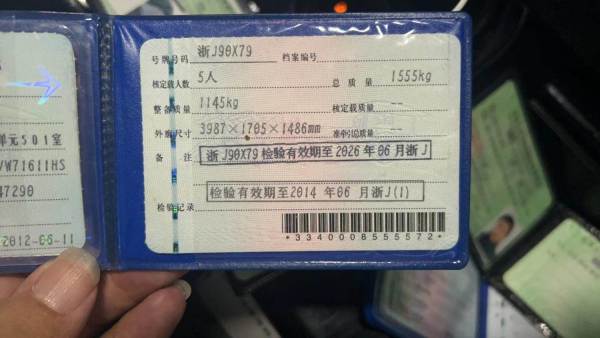 单元501室
/W71611HS
47290
2012-06-11
号牌号码 浙J90X79 档案编号
核定载人数 5人 总质量 1555kg
整备质量 1145kg 核定载质量 --
外廓尺寸 3987×1705×1486mm 准牵引总质量 --
备注 浙J90X79 检验有效期至2026年06月浙J
检验有效期至2014年06月浙J(1)
检验记录
*3340008555572*